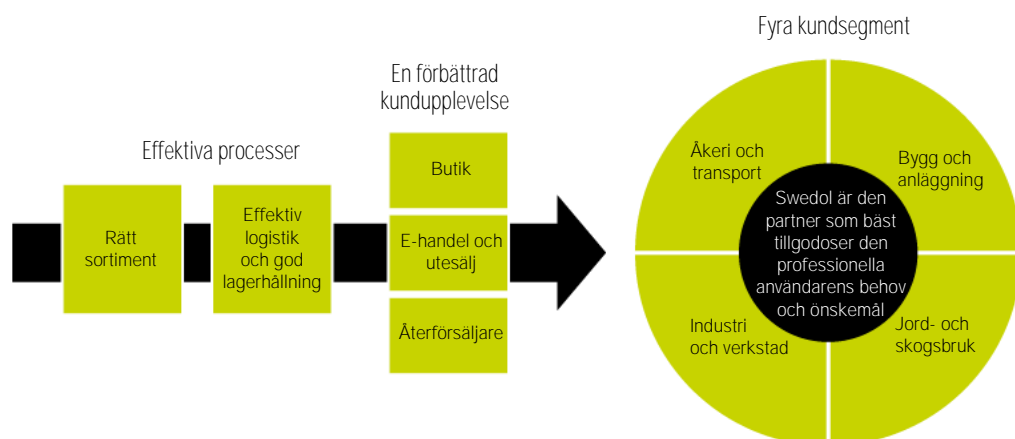 Fyra kundsegment
En förbättrad
kundupplevelse
Effektiva processer
Rätt
sortiment
Effektiv
logistik
och god
lagerhållning
Butik
E-handel och
utesälj
Återförsäljare
Åkeri och
transport
Bygg och
anläggning
Swedol är den
partner som bäst
tillgodoser den
professionella
användarens behov
och önskemål
Industri
och verkstad
Jord- och
skogsbruk